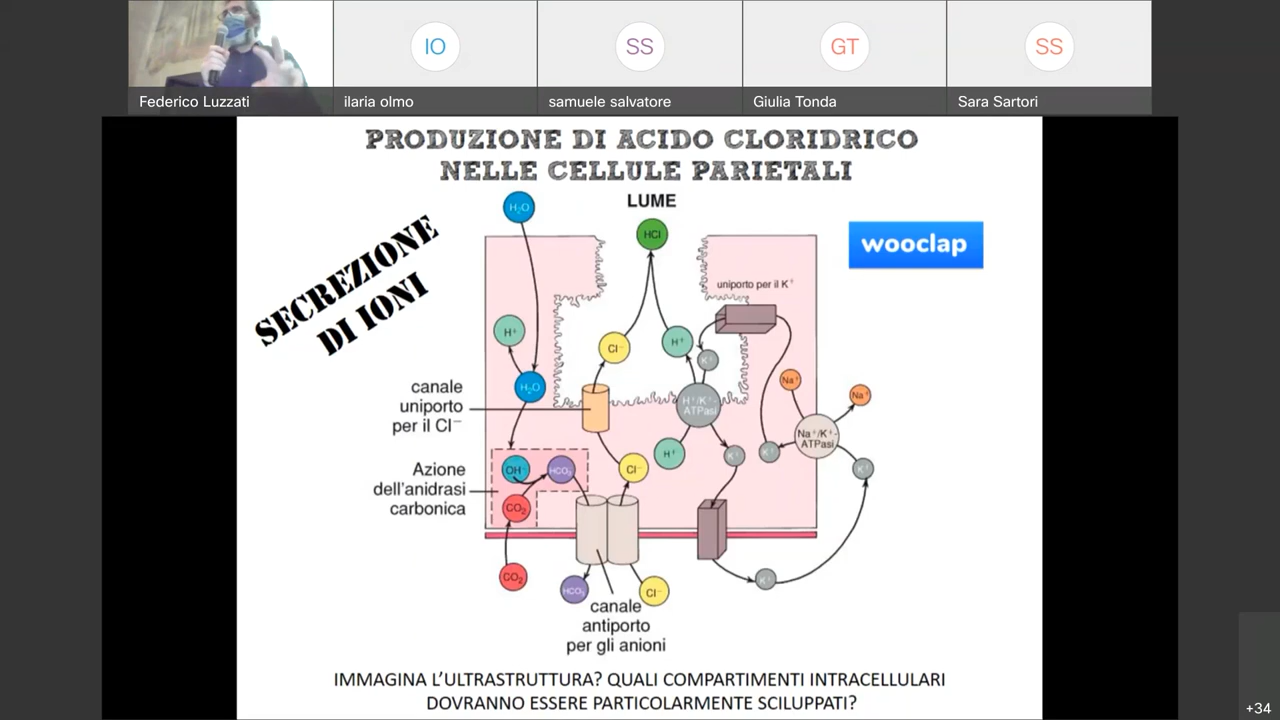 IO
SS
GT
SS
Federico Luzzati
ilaria olmo
samuele salvatore
Giulia Tonda
Sara Sartori
PRODUZIONE DI ACIDO CLORIDRICO
NELLE CELLULE PARIETALI
SECREZIONE
DI IONI
LUME
wooclap
H₂O
HCl
uniporto per il K⁺
H⁺
Cl⁻
H⁺
K⁺
H₂O
Na⁺
Na⁺
canale
uniporto
per il Cl⁻
H⁺/K⁺-
ATPasi
Na⁺/K⁺-
ATPasi
H⁺
K⁺
K⁺
K⁺
Azione
dell'anidrasi
carbonica
OH⁻
HCO₃⁻
Cl⁻
CO₂
CO₂
HCO₃⁻
Cl⁻
K⁺
canale
antiporto
per gli anioni
IMMAGINA L'ULTRASTRUTTURA? QUALI COMPARTIMENTI INTRACELLULARI
DOVRANNO ESSERE PARTICOLARMENTE SCILUPPATI?
+34